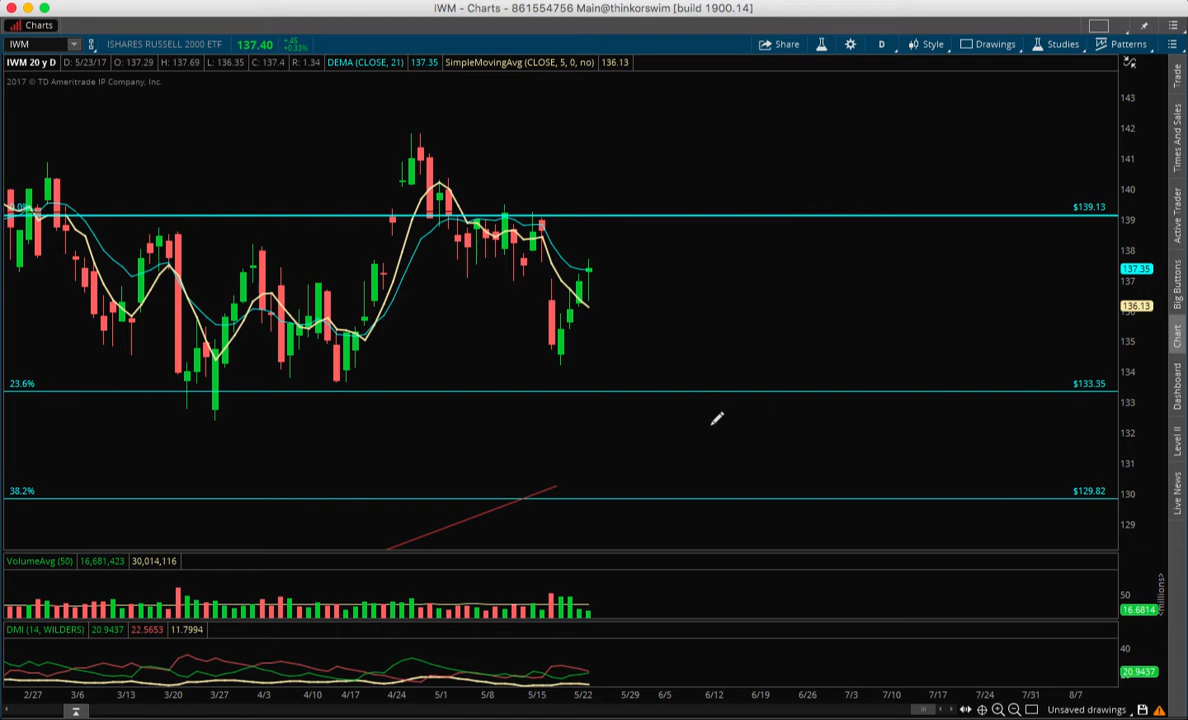 IWM - Charts - 861554756 Main@thinkorswim [build 1900.14]
Charts
IWM ISHARES RUSSELL 2000 ETF 137.40 +.45 +0.33% Share D Style Drawings Studies Patterns
IWM 20 y D D: 5/23/17 O: 137.29 H: 137.69 L: 136.35 C: 137.4 R: 1.34 DEMA (CLOSE, 21) 137.35 SimpleMovingAvg (CLOSE, 5, 0, no) 136.13
2017 © TD Ameritrade IP Company, Inc.
143
142
141
140
0.0% $139.13
139
138
137.35
137
136.13
135
134
23.6% $133.35
133
132
131
38.2% $129.82
130
129
VolumeAvg (50) 16,681,423 30,014,116
50
16.6814
<millions>
DMI (14, WILDERS) 20.9437 22.5653 11.7994
40
20.9437
2/27 3/6 3/13 3/20 3/27 4/3 4/10 4/17 4/24 5/1 5/8 5/15 5/22 5/29 6/5 6/12 6/19 6/26 7/3 7/10 7/17 7/24 7/31 8/7
Unsaved drawings
Trade
Times And Sales
Active Trader
Big Buttons
Chart
Dashboard
Level II
Live News